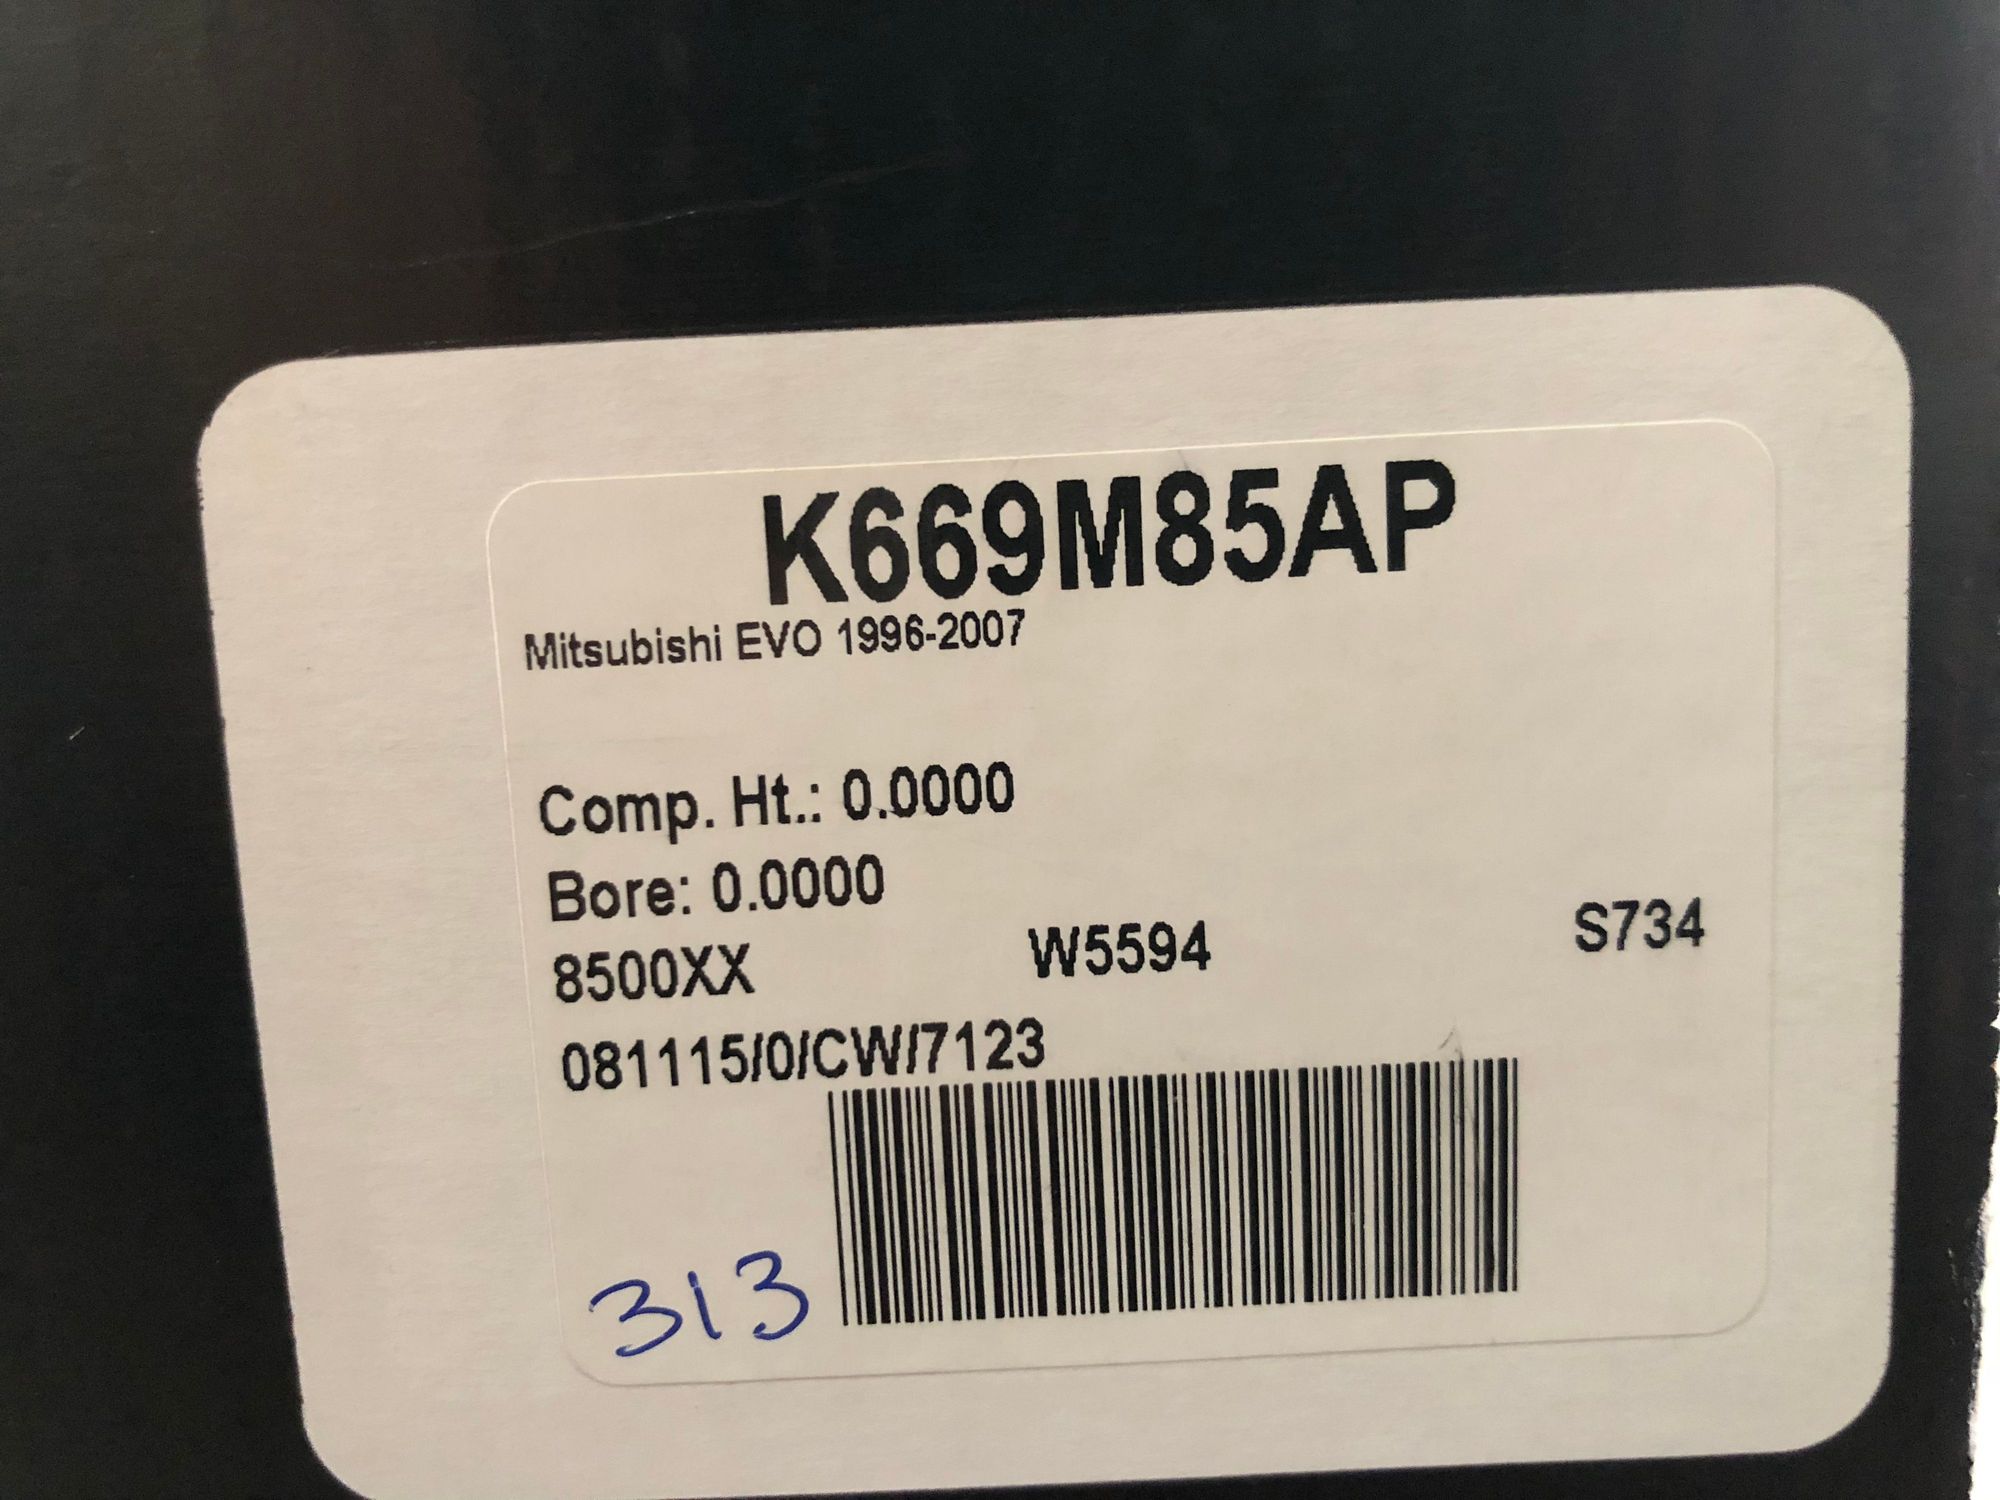 K669M85AP
Mitsubishi EVO 1996-2007
Comp. Ht.: 0.0000
Bore: 0.0000
8500XX W5594 S734
081115/0/CW/7123
313